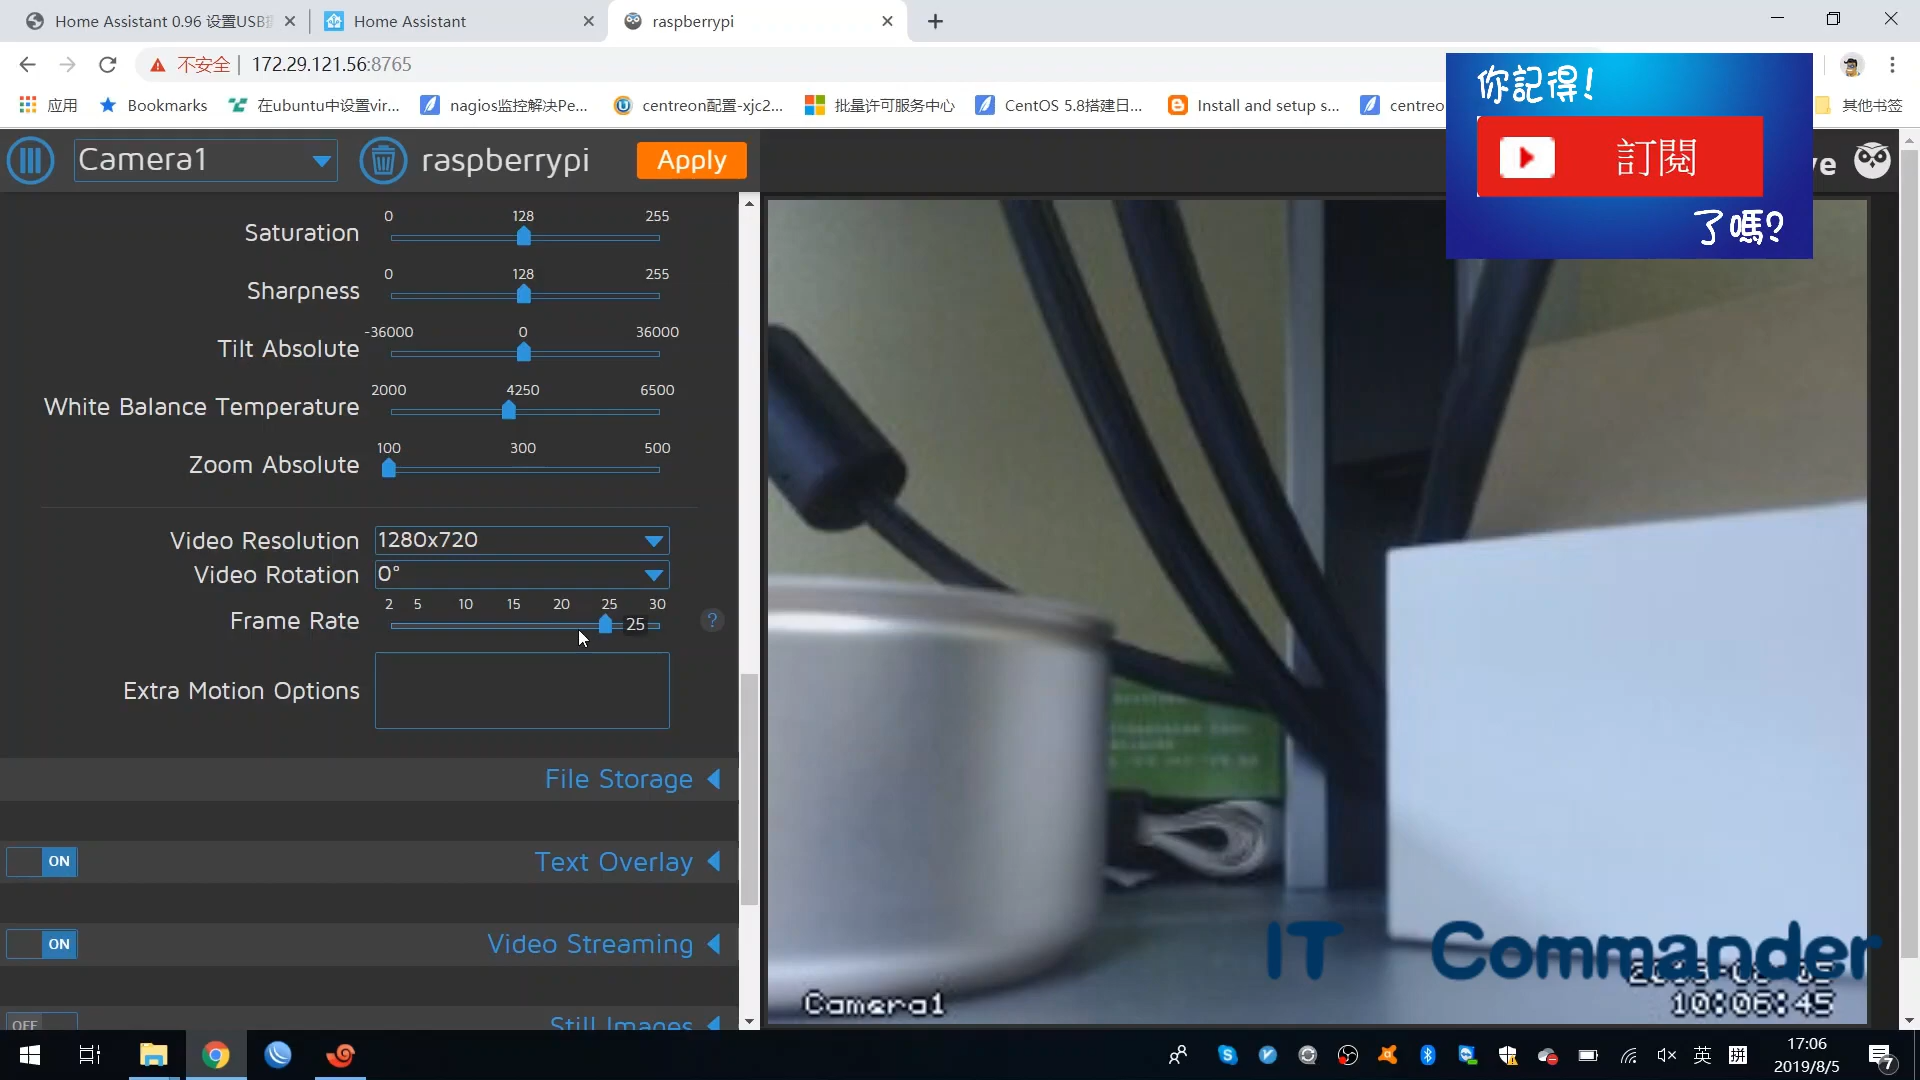 Home Assistant 0.96 设置USB
Home Assistant
raspberrypi
不安全
172.29.121.56:8765
应用
Bookmarks
在ubuntu中设置vir...
nagios监控解决Pe...
centreon配置-xjc2...
批量许可服务中心
CentOS 5.8搭建日...
Install and setup s...
centreo
其他书签
你記得!
訂閱
了嗎?
Camera1
raspberrypi
Apply
ve
0 128 255
Saturation
0 128 255
Sharpness
-36000 0 36000
Tilt Absolute
2000 4250 6500
White Balance Temperature
100 300 500
Zoom Absolute
Video Resolution 1280x720
Video Rotation 0°
2 5 10 15 20 25 30
Frame Rate 25 ?
Extra Motion Options
File Storage
ON Text Overlay
ON Video Streaming
OFF Still Images
IT Commander
Camera1
10:06:45
英
拼
17:06
2019/8/5
7